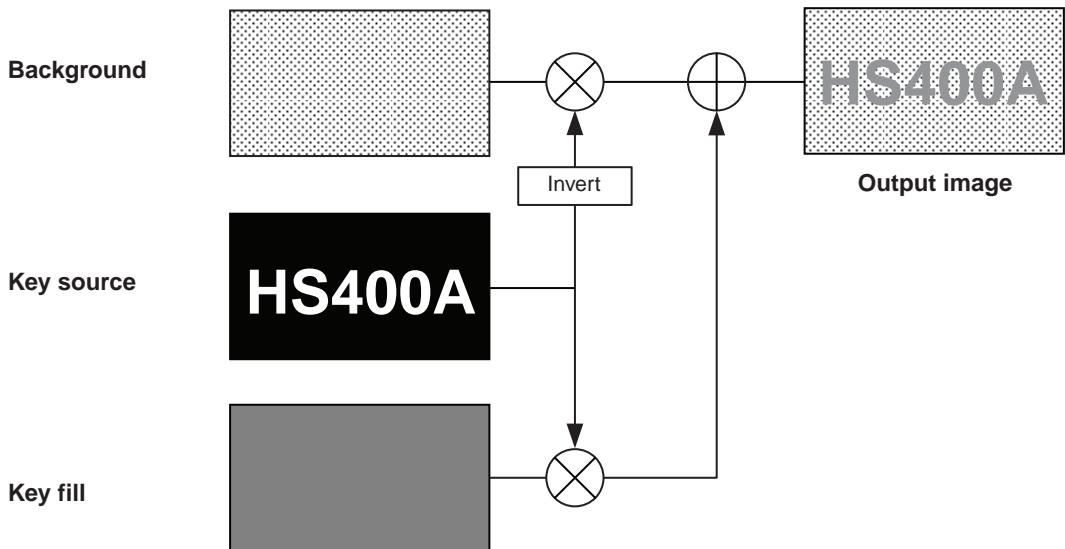 Background
HS400A
Invert
Output image
Key source
HS400A
Key fill